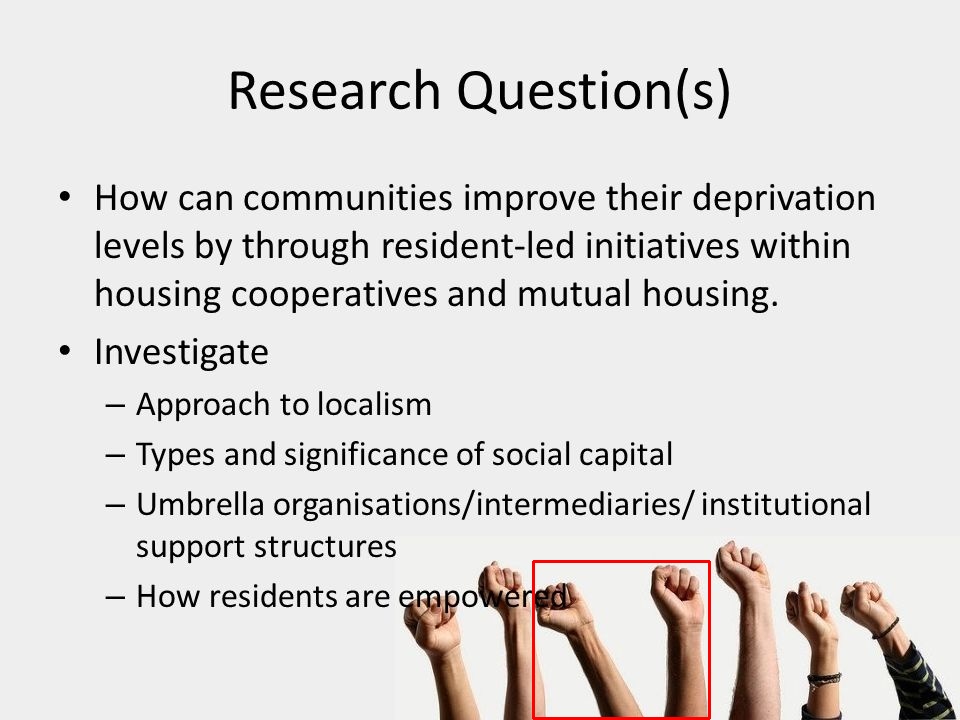 Research Question(s)
• How can communities improve their deprivation
levels by through resident-led initiatives within
housing cooperatives and mutual housing.
• Investigate
– Approach to localism
– Types and significance of social capital
– Umbrella organisations/intermediaries/ institutional
support structures
– How residents are empowered